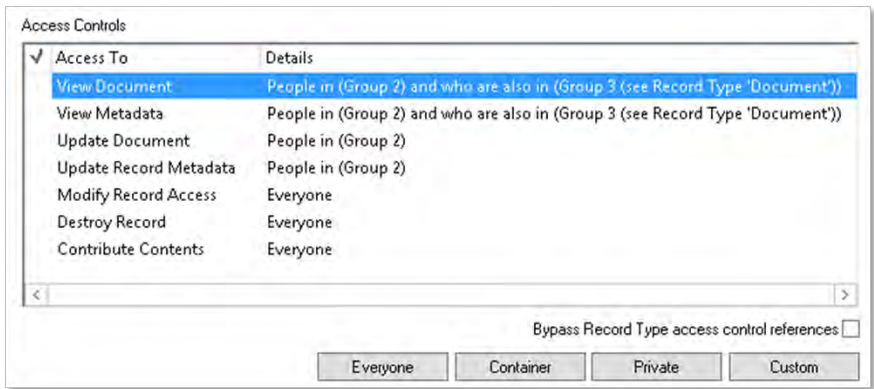 Access Controls
Access To Details
View Document People in (Group 2) and who are also in (Group 3 (see Record Type 'Document'))
View Metadata People in (Group 2) and who are also in (Group 3 (see Record Type 'Document'))
Update Document People in (Group 2)
Update Record Metadata People in (Group 2)
Modify Record Access Everyone
Destroy Record Everyone
Contribute Contents Everyone
Bypass Record Type access control references
Everyone Container Private Custom